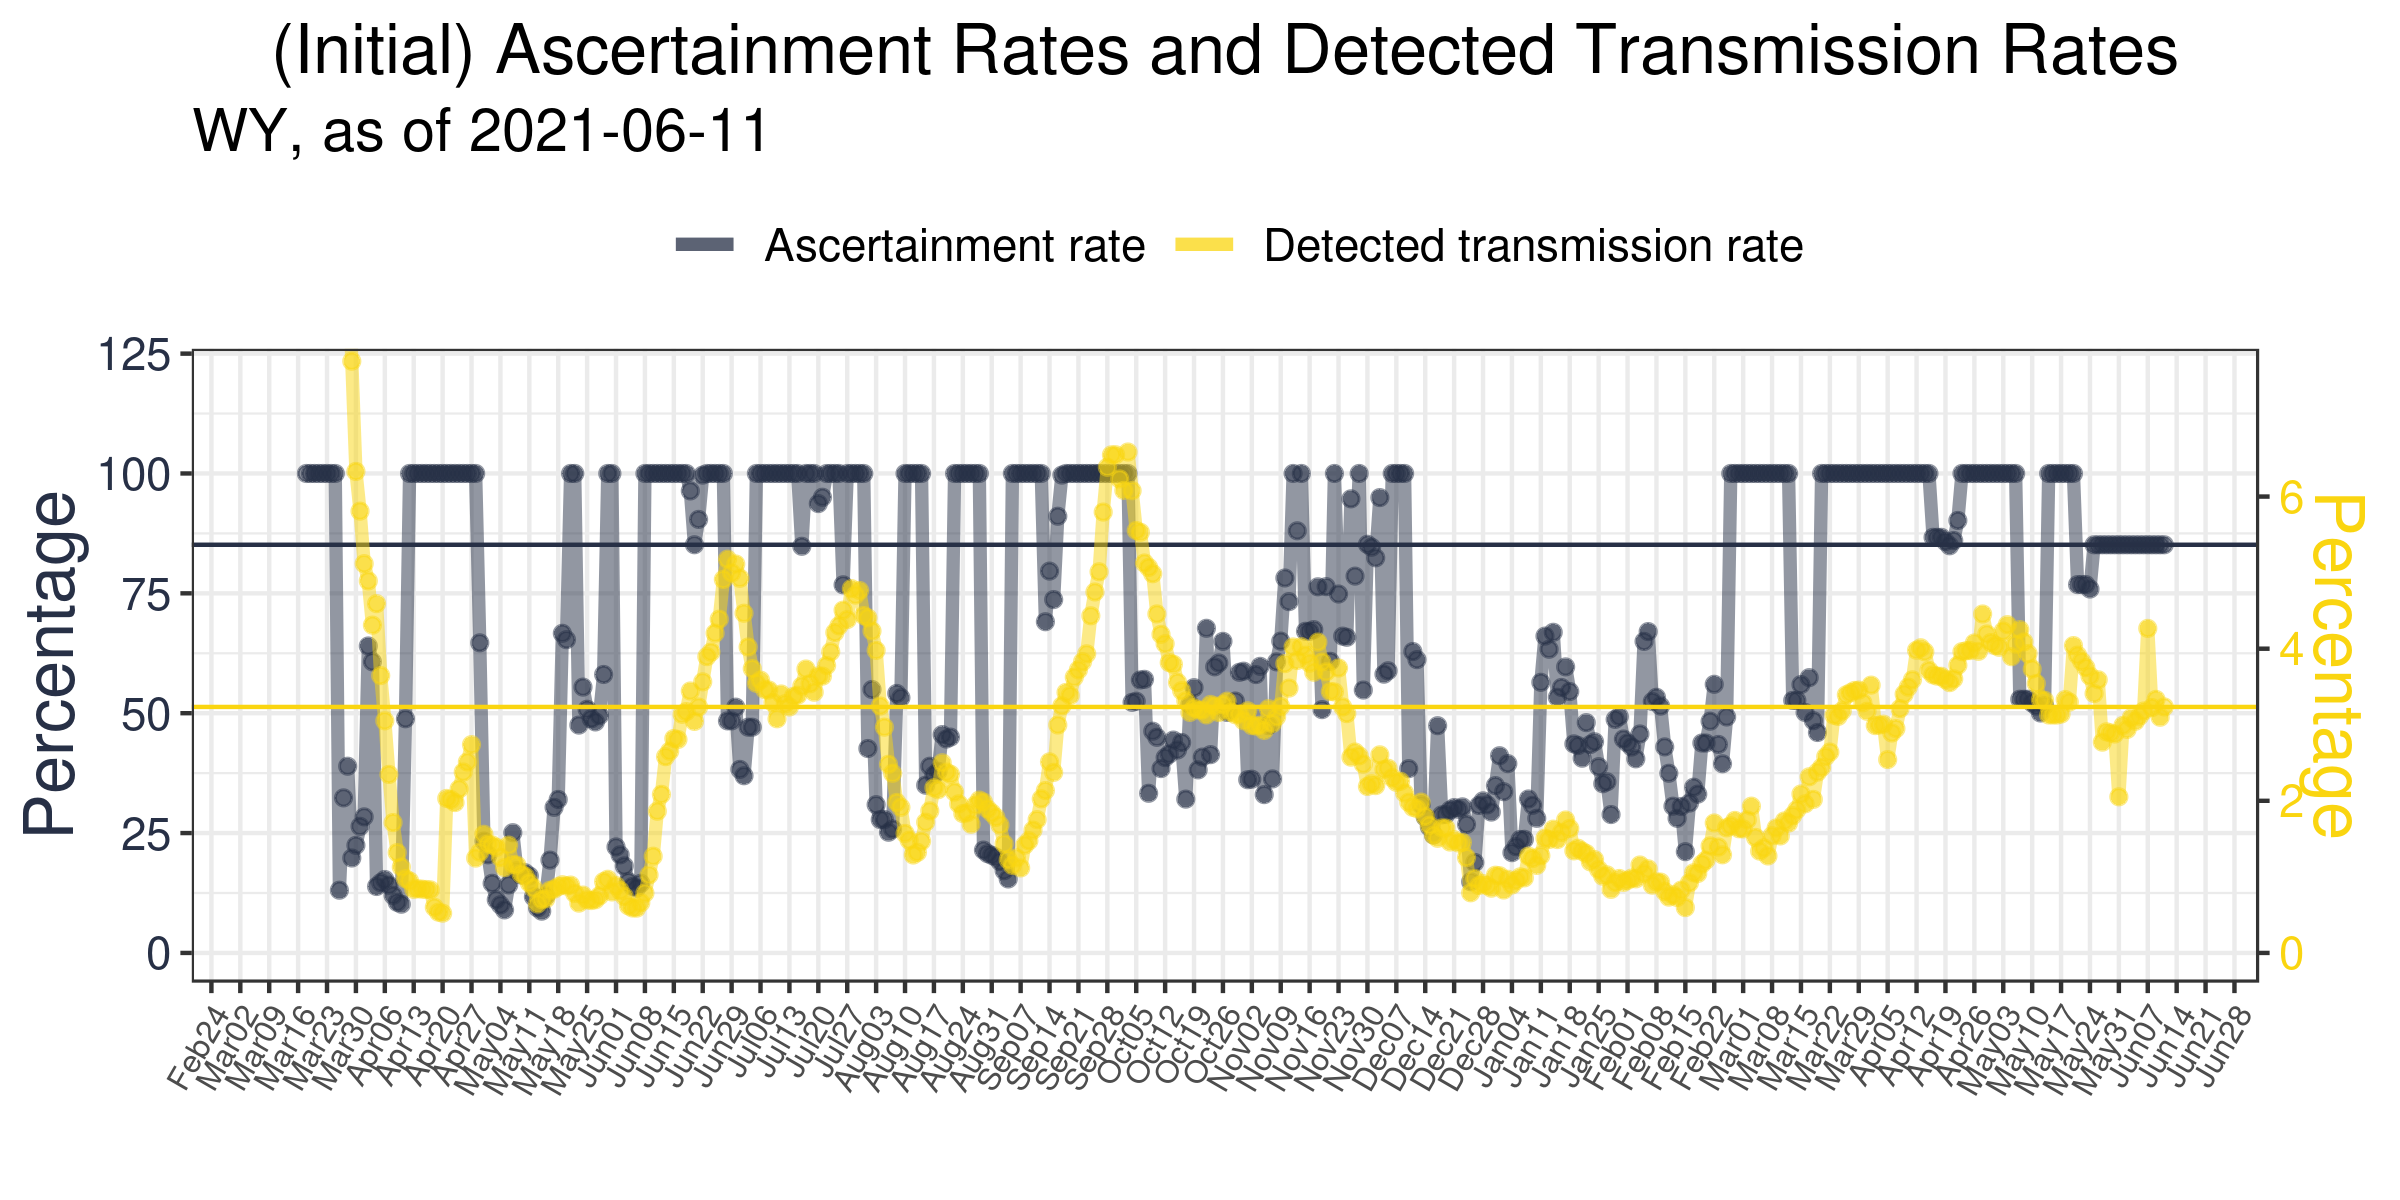 (Initial) Ascertainment Rates and Detected Transmission Rates
WY, as of 2021-06-11
Ascertainment rate
Detected transmission rate
Percentage
125
100
75
50
25
0
6
4
2
0
Percentage
Feb24
Mar02
Mar09
Mar16
Mar23
Mar30
Apr06
Apr13
Apr20
Apr27
May04
May11
May18
May25
Jun01
Jun08
Jun15
Jun22
Jun29
Jul06
Jul13
Jul20
Jul27
Aug03
Aug10
Aug17
Aug24
Aug31
Sep07
Sep14
Sep21
Sep28
Oct05
Oct12
Oct19
Oct26
Nov02
Nov09
Nov16
Nov23
Nov30
Dec07
Dec14
Dec21
Dec28
Jan04
Jan11
Jan18
Jan25
Feb01
Feb08
Feb15
Feb22
Mar01
Mar08
Mar15
Mar22
Mar29
Apr05
Apr12
Apr19
Apr26
May03
May10
May17
May24
May31
Jun07
Jun14
Jun21
Jun28